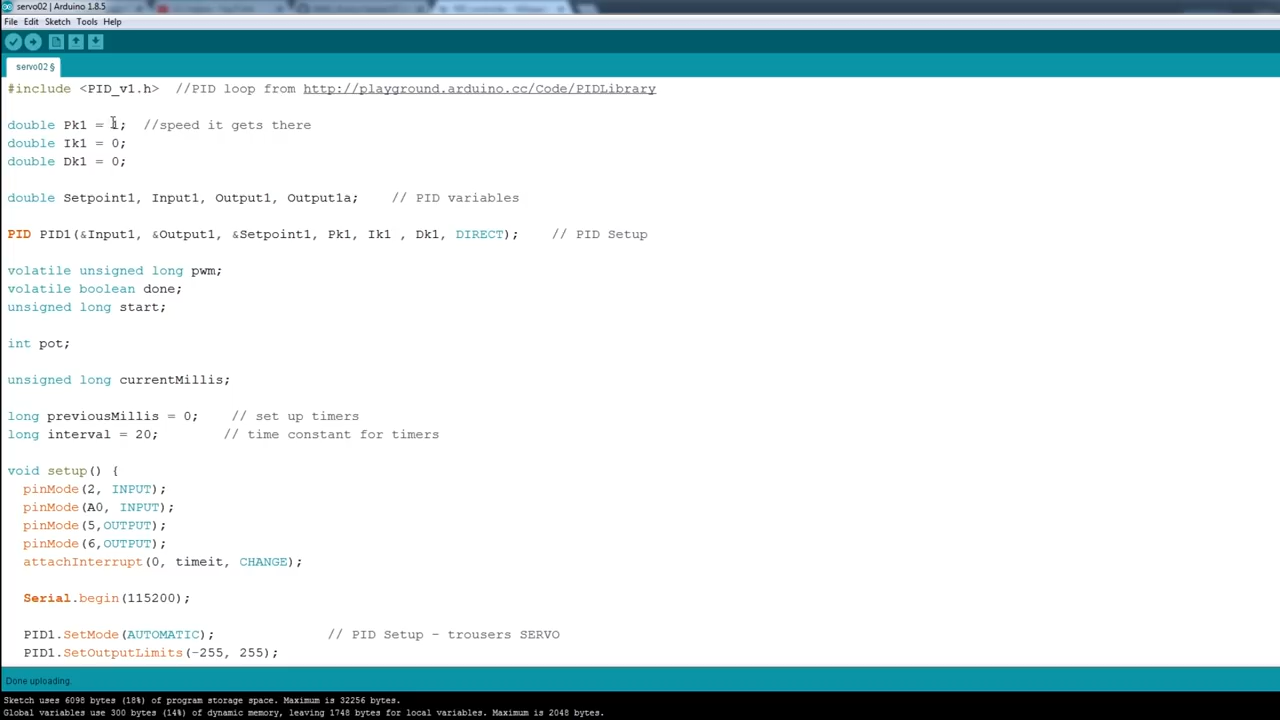 servo02 | Arduino 1.8.5
File Edit Sketch Tools Help
servo02 §
#include <PID_v1.h>  //PID loop from http://playground.arduino.cc/Code/PIDLibrary
double Pk1 = 1;  //speed it gets there
double Ik1 = 0;
double Dk1 = 0;
double Setpoint1, Input1, Output1, Output1a;    // PID variables
PID PID1(&Input1, &Output1, &Setpoint1, Pk1, Ik1 , Dk1, DIRECT);    // PID Setup
volatile unsigned long pwm;
volatile boolean done;
unsigned long start;
int pot;
unsigned long currentMillis;
long previousMillis = 0;    // set up timers
long interval = 20;        // time constant for timers
void setup() {
  pinMode(2, INPUT);
  pinMode(A0, INPUT);
  pinMode(5,OUTPUT);
  pinMode(6,OUTPUT);
  attachInterrupt(0, timeit, CHANGE);
  Serial.begin(115200);
  PID1.SetMode(AUTOMATIC);              // PID Setup - trousers SERVO
  PID1.SetOutputLimits(-255, 255);
Done uploading.
Sketch uses 6098 bytes (18%) of program storage space. Maximum is 32256 bytes.
Global variables use 300 bytes (14%) of dynamic memory, leaving 1748 bytes for local variables. Maximum is 2048 bytes.